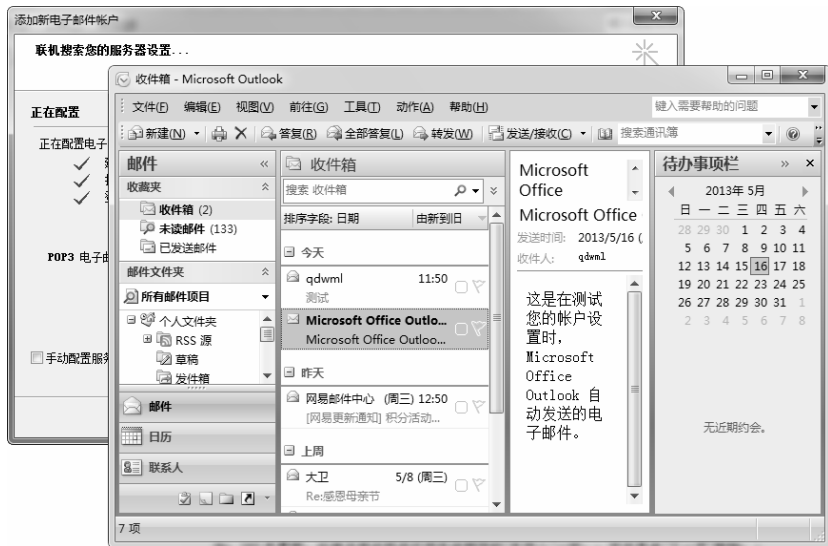 添加新电子邮件帐户
联机搜索您的服务器设置...
正在配置
正在配置电子
POP3 电子
手动配置服务
收件箱 - Microsoft Outlook
文件(F) 编辑(E) 视图(V) 前往(G) 工具(T) 动作(A) 帮助(H)
键入需要帮助的问题
新建(N) 答复(R) 全部答复(L) 转发(W) 发送/接收(C) 搜索通讯簿
邮件 «
收藏夹
收件箱 (2)
未读邮件 (133)
已发送邮件
邮件文件夹
所有邮件项目
个人文件夹
RSS 源
草稿
发件箱
邮件
日历
联系人
7 项
收件箱
搜索 收件箱
排序字段: 日期 由新到旧
今天
qdwml 11:50
测试
Microsoft Office Outlo...
Microsoft Office Outloo...
昨天
网易邮件中心 (周三) 12:50
[网易更新通知] 积分活动...
上周
大卫 5/8 (周三)
Re:感恩母亲节
Microsoft
Office
Microsoft Office
发送时间: 2013/5/16 (
收件人: qdwml
这是在测试
您的帐户设
置时,
Microsoft
Office
Outlook 自
动发送的电
子邮件。
待办事项栏 » ×
2013年 5月
日 一 二 三 四 五 六
28 29 30 1 2 3 4
5 6 7 8 9 10 11
12 13 14 15 16 17 18
19 20 21 22 23 24 25
26 27 28 29 30 31 1
2 3 4 5 6 7 8
无近期约会。